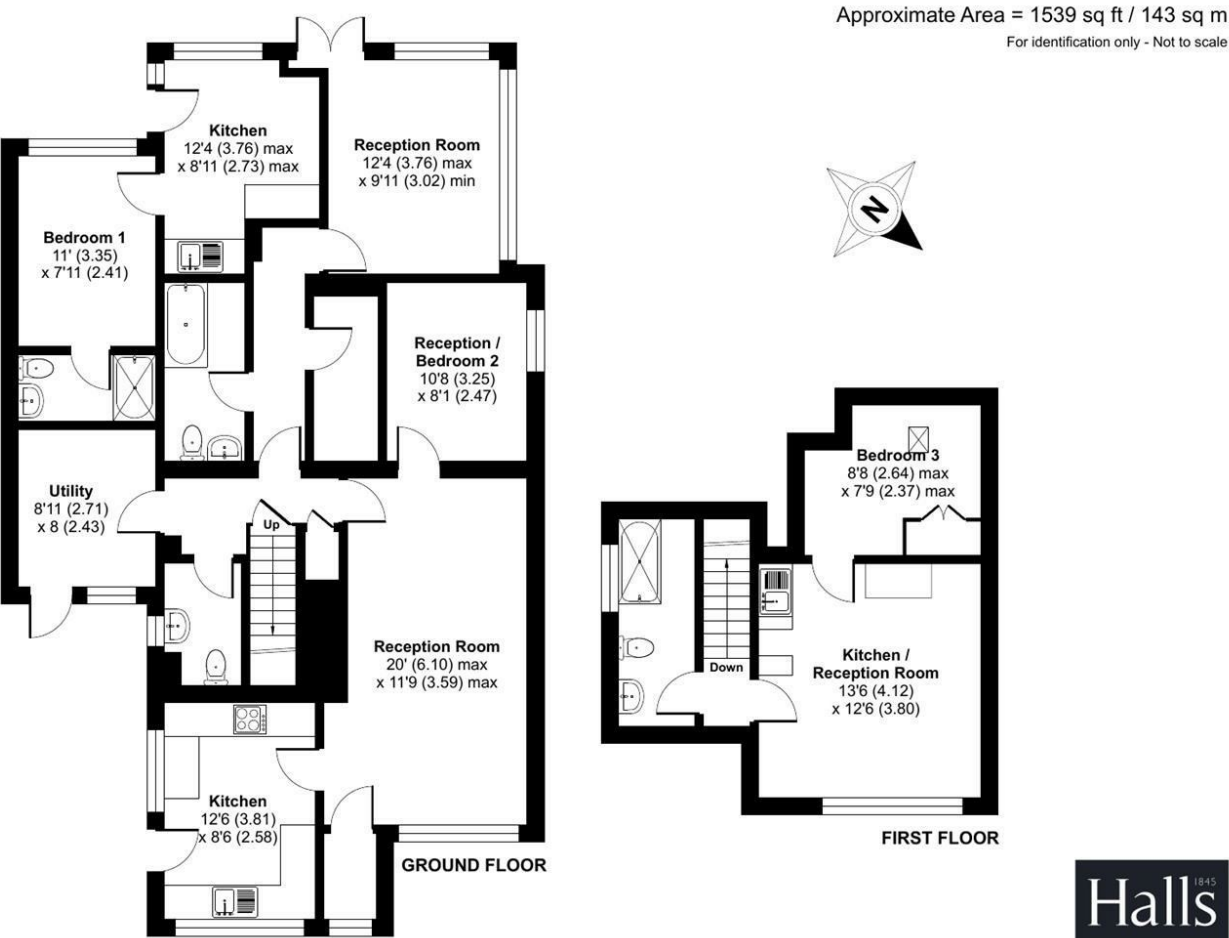 Approximate Area = 1539 sq ft / 143 sq m
For identification only - Not to scale
Kitchen
12'4 (3.76) max
x 8'11 (2.73) max
Reception Room
12'4 (3.76) max
x 9'11 (3.02) min
N
Bedroom 1
11' (3.35)
x 7'11 (2.41)
Reception /
Bedroom 2
10'8 (3.25)
x 8'1 (2.47)
Utility
8'11 (2.71)
x 8 (2.43)
Up
Reception Room
20' (6.10) max
x 11'9 (3.59) max
Kitchen
12'6 (3.81)
x 8'6 (2.58)
GROUND FLOOR
Bedroom 3
8'8 (2.64) max
x 7'9 (2.37) max
Down
Kitchen /
Reception Room
13'6 (4.12)
x 12'6 (3.80)
FIRST FLOOR
1845
Halls